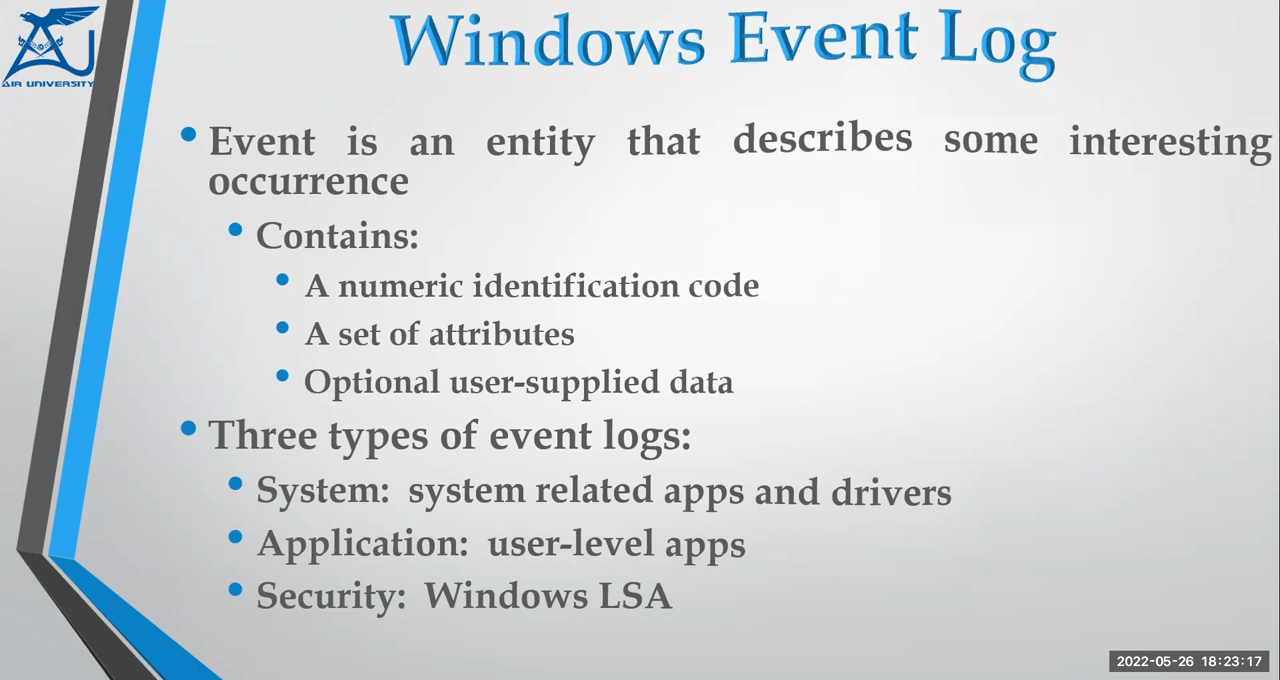 Windows Event Log
AIR UNIVERSITY
• Event is an entity that describes some interesting
occurrence
• Contains:
• A numeric identification code
• A set of attributes
• Optional user-supplied data
• Three types of event logs:
• System: system related apps and drivers
• Application: user-level apps
• Security: Windows LSA
2022-05-26 18:23:17